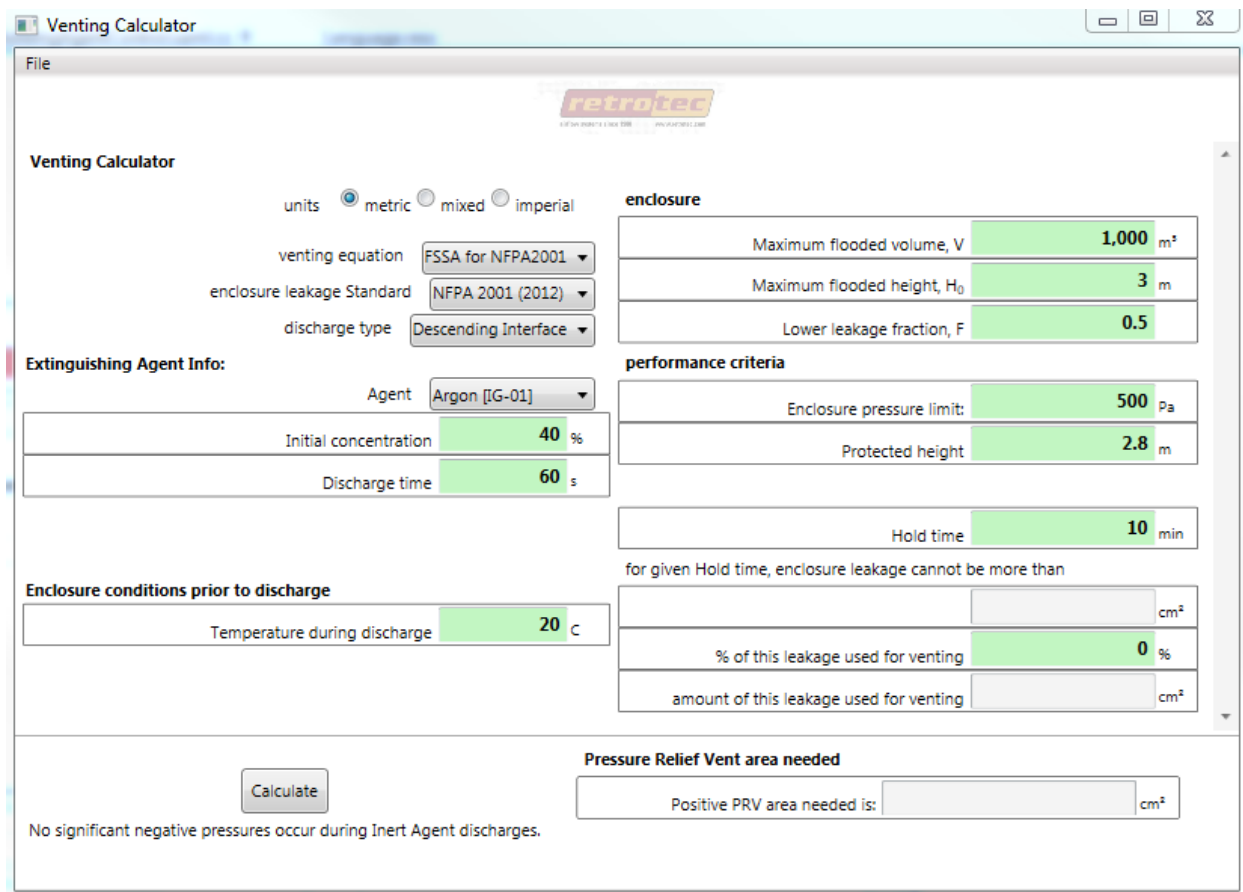 Venting Calculator
File
retrotec
Venting Calculator
units metric mixed imperial
venting equation FSSA for NFPA2001
enclosure leakage Standard NFPA 2001 (2012)
discharge type Descending Interface
Extinguishing Agent Info:
Agent Argon [IG-01]
Initial concentration 40 %
Discharge time 60 s
Enclosure conditions prior to discharge
Temperature during discharge 20 C
enclosure
Maximum flooded volume, V 1,000 m³
Maximum flooded height, H₀ 3 m
Lower leakage fraction, F 0.5
performance criteria
Enclosure pressure limit: 500 Pa
Protected height 2.8 m
Hold time 10 min
for given Hold time, enclosure leakage cannot be more than
cm²
% of this leakage used for venting 0 %
amount of this leakage used for venting cm²
Calculate
No significant negative pressures occur during Inert Agent discharges.
Pressure Relief Vent area needed
Positive PRV area needed is: cm²